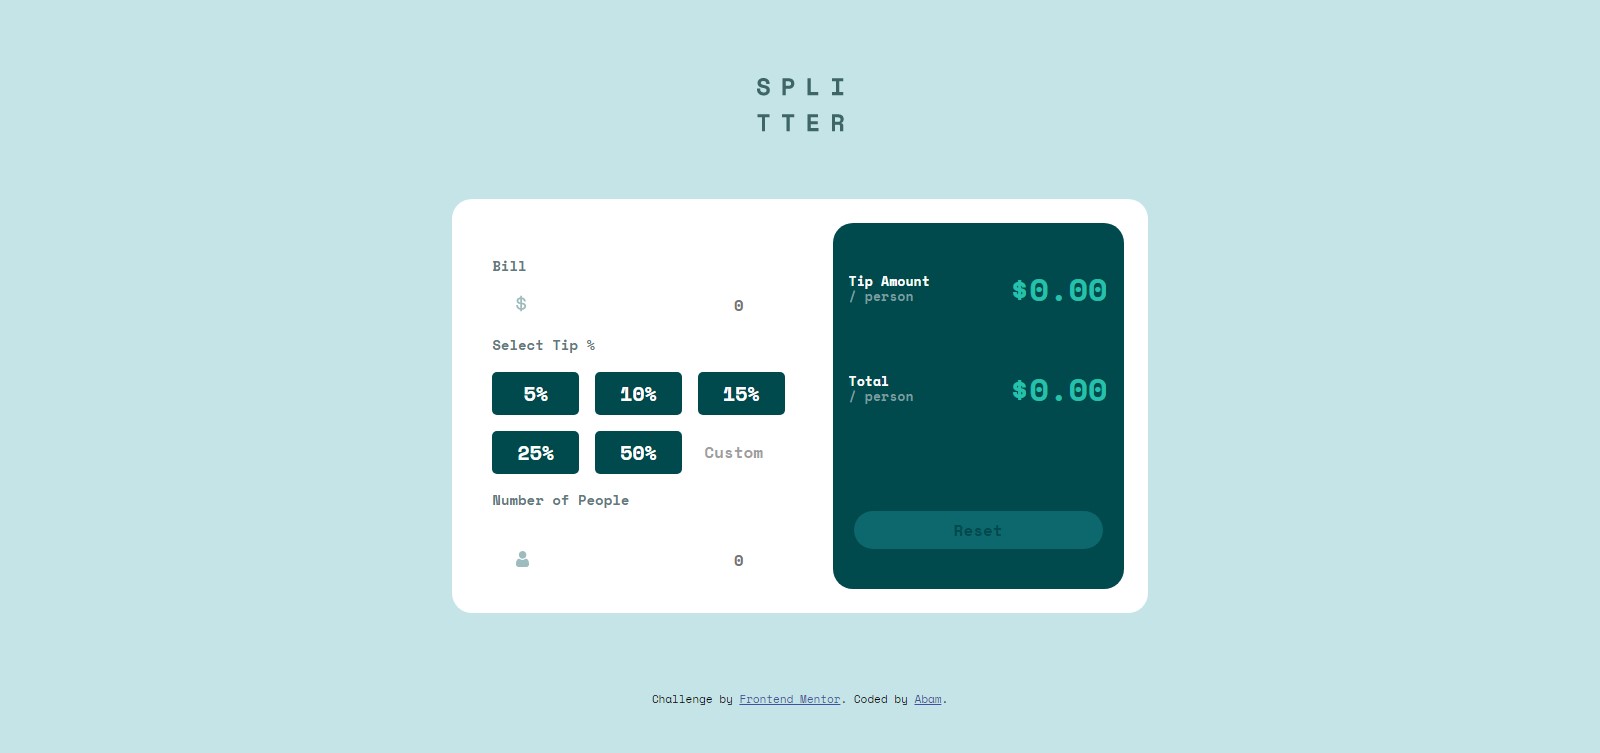 SPLI
TTER
Bill
$ 0
Select Tip %
5% 10% 15%
25% 50% Custom
Number of People
0
Tip Amount
/ person
$0.00
Total
/ person
$0.00
Reset
Challenge by Frontend Mentor. Coded by Abam.